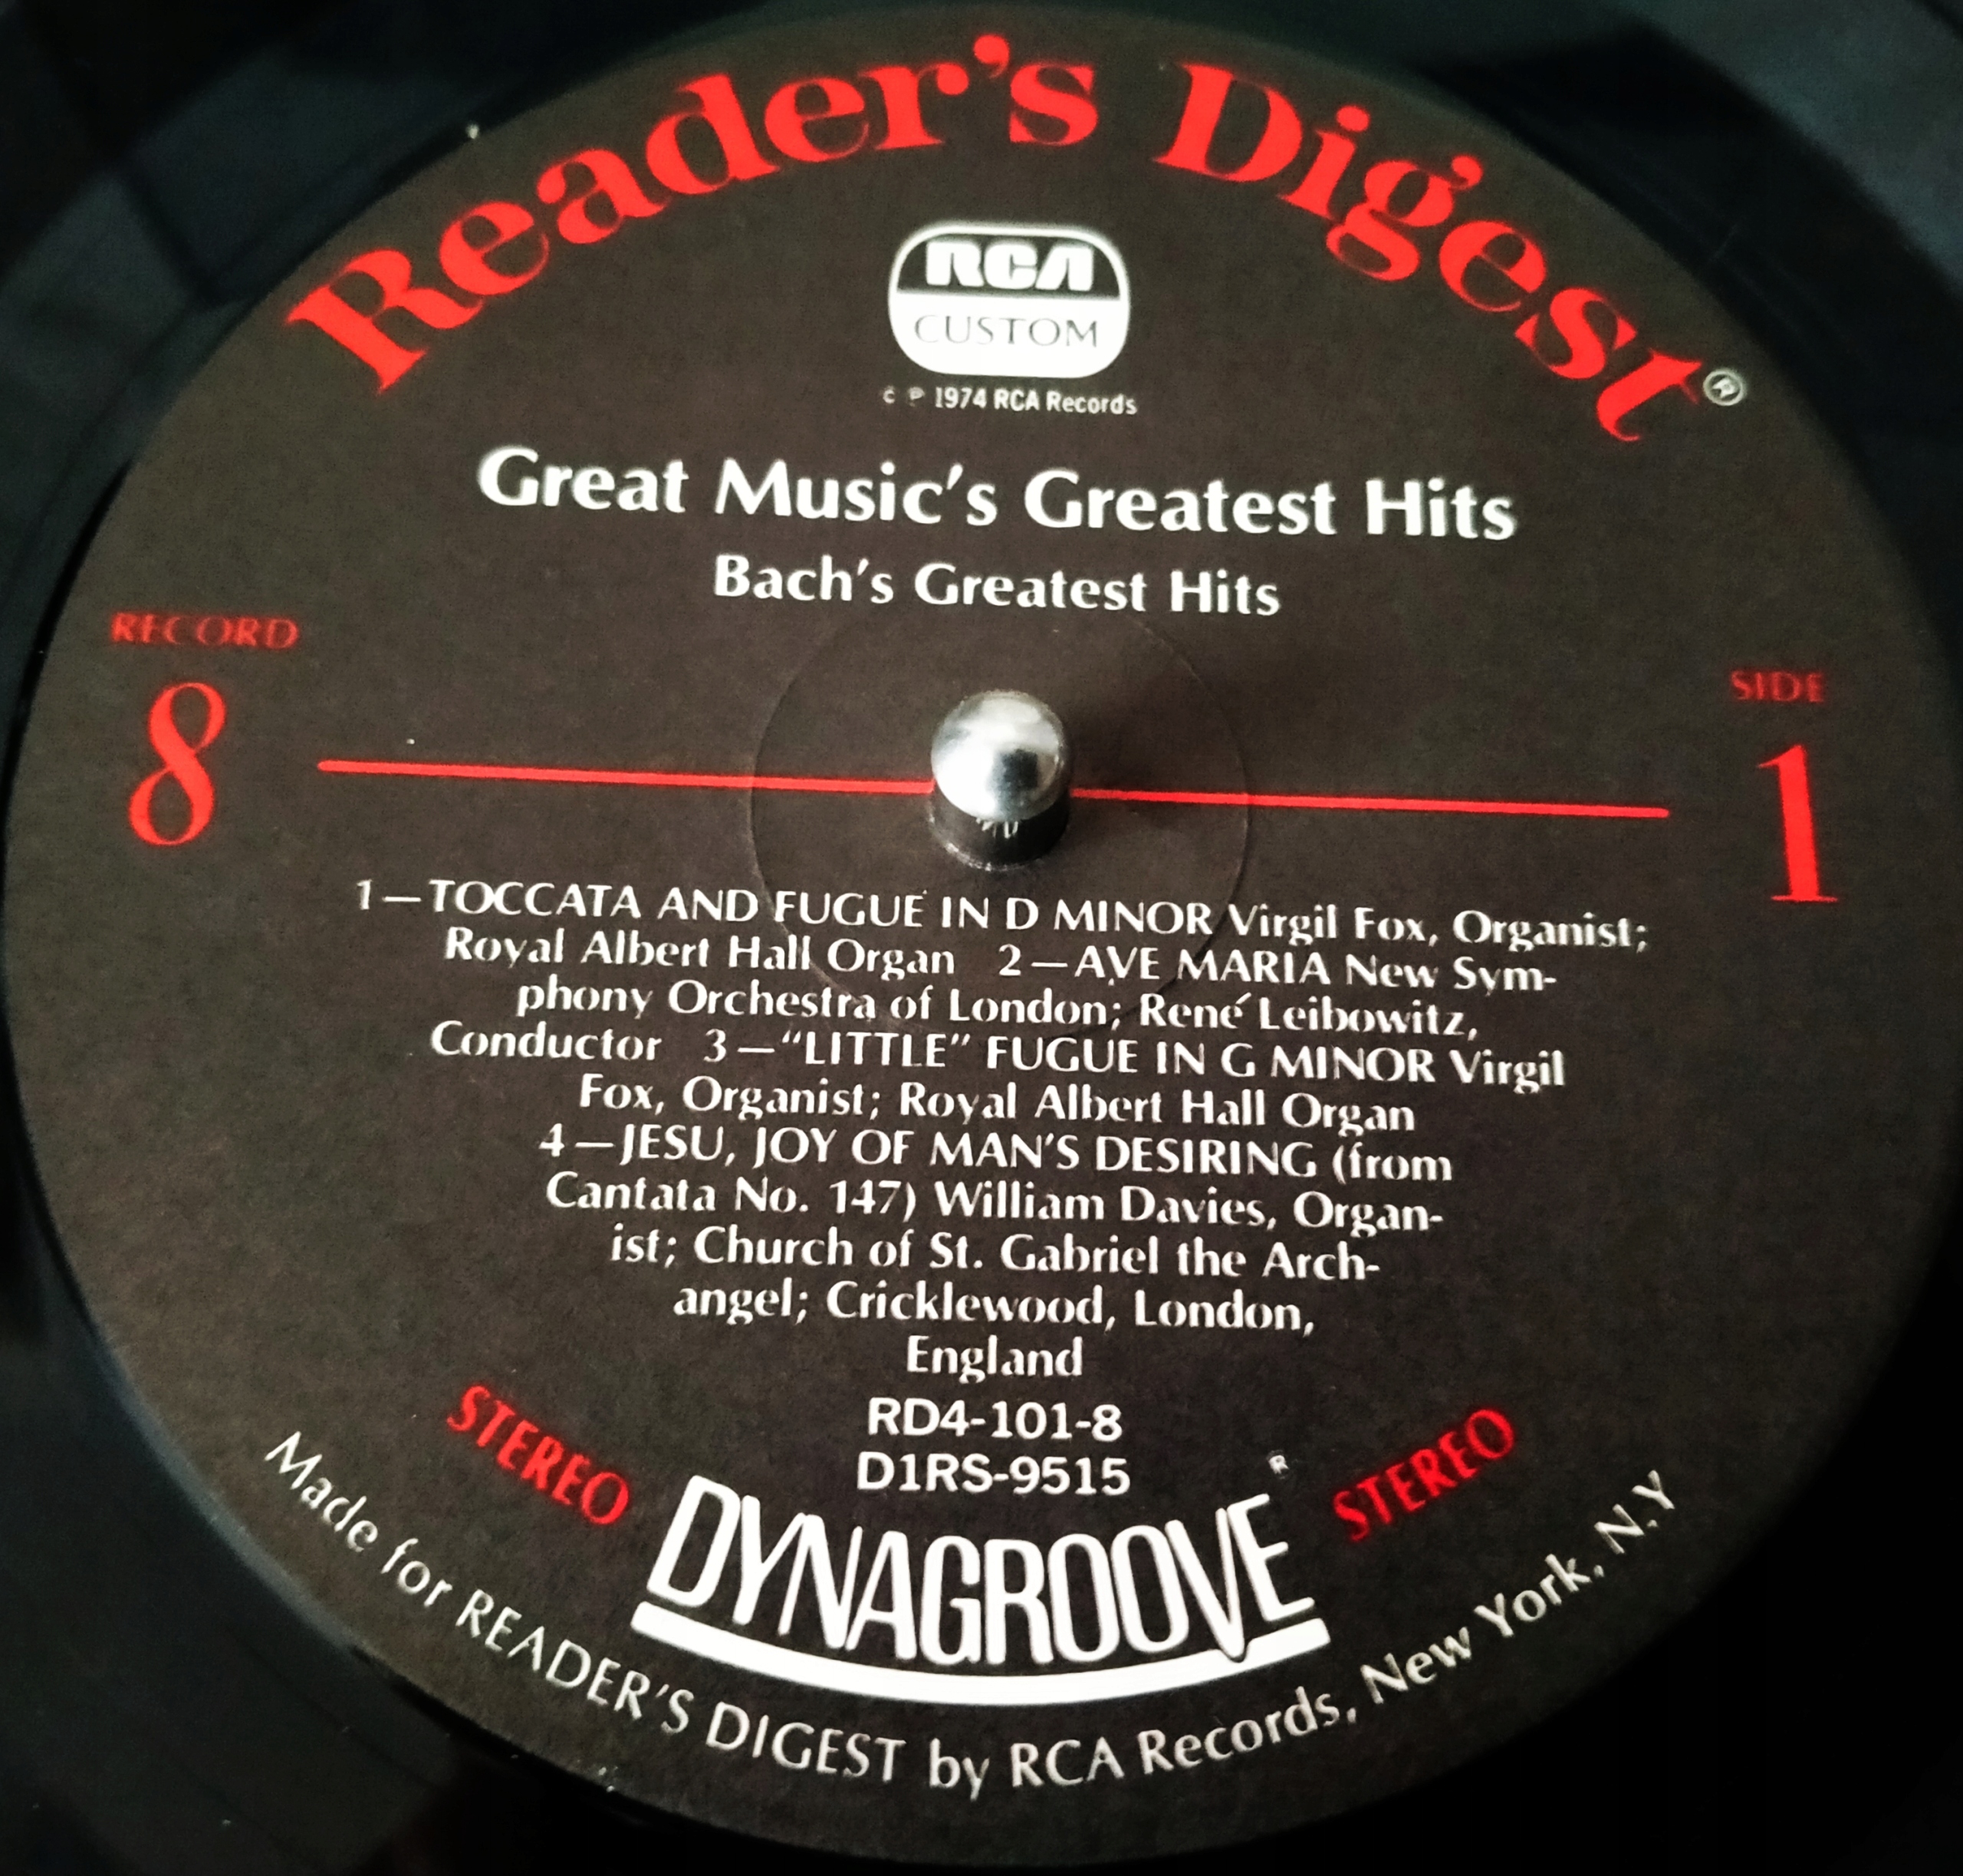 Reader's Digest®
RCA
CUSTOM
C P 1974 RCA Records
Great Music's Greatest Hits
Bach's Greatest Hits
RECORD
8
SIDE
1
1—TOCCATA AND FUGUE IN D MINOR Virgil Fox, Organist;
Royal Albert Hall Organ 2—AVE MARIA New Sym-
phony Orchestra of London; René Leibowitz,
Conductor 3—“LITTLE” FUGUE IN G MINOR Virgil
Fox, Organist; Royal Albert Hall Organ
4—JESU, JOY OF MAN'S DESIRING (from
Cantata No. 147) William Davies, Organ-
ist; Church of St. Gabriel the Arch-
angel; Cricklewood, London,
England
RD4-101-8
D1RS-9515
STEREO
DYNAGROOVE®
STEREO
Made for READER'S DIGEST by RCA Records, New York, N.Y